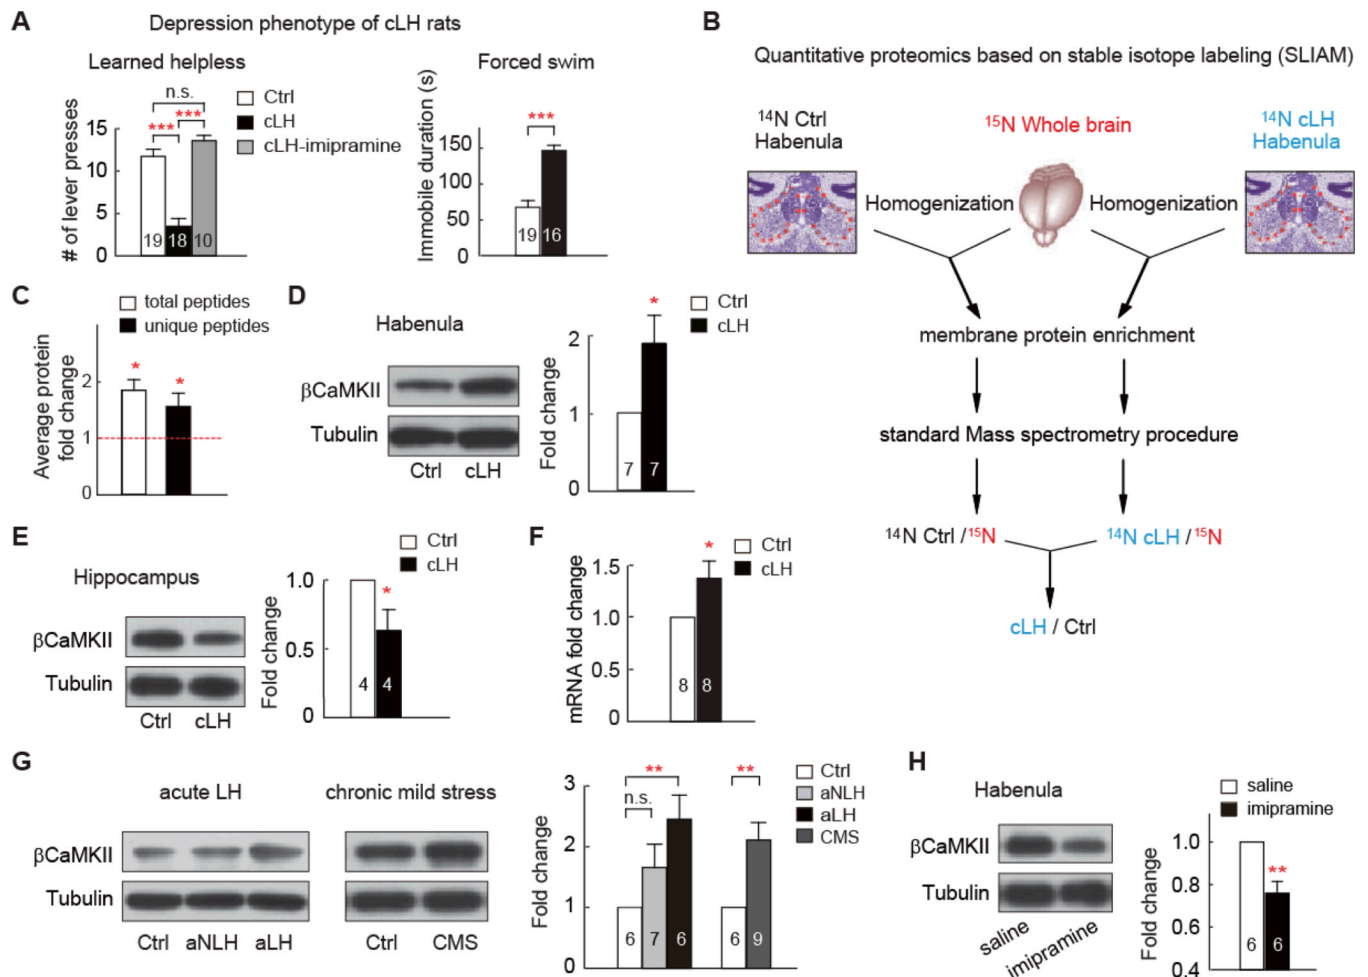 A
Depression phenotype of cLH rats
Learned helpless
n.s.
***
***
Ctrl
cLH
cLH-imipramine
# of lever presses
15
10
5
0
19
18
10
Forced swim
***
Immobile duration (s)
150
100
50
0
19
16
B
Quantitative proteomics based on stable isotope labeling (SLIAM)
14N Ctrl
Habenula
15N Whole brain
14N cLH
Habenula
Homogenization
Homogenization
membrane protein enrichment
standard Mass spectrometry procedure
14N Ctrl /15N
14N cLH / 15N
cLH / Ctrl
C
total peptides
unique peptides
Average protein
fold change
2
1
0
*
*
D
Habenula
βCaMKII
Tubulin
Ctrl
cLH
Ctrl
cLH
*
Fold change
2
1
0
7
7
E
Hippocampus
βCaMKII
Tubulin
Ctrl
cLH
Ctrl
cLH
*
Fold change
1.0
0.5
0
4
4
F
Ctrl
cLH
*
mRNA fold change
1.5
1.0
0.5
0
8
8
G
acute LH
chronic mild stress
βCaMKII
Tubulin
Ctrl
aNLH
aLH
Ctrl
CMS
Fold change
3
2
1
0
**
n.s.
**
6
7
6
6
9
Ctrl
aNLH
aLH
CMS
H
Habenula
βCaMKII
Tubulin
saline
imipramine
saline
imipramine
**
Fold change
1.0
0.8
0.6
0.4
6
6